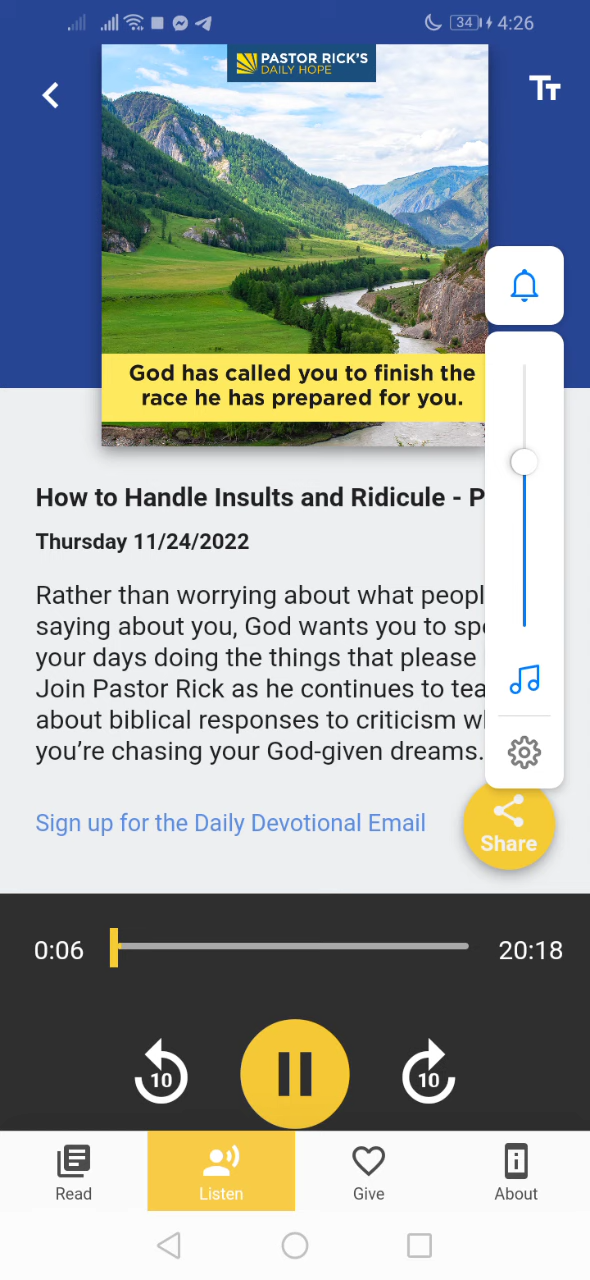 34 4:26
PASTOR RICK'S
DAILY HOPE
TT
God has called you to finish the
race he has prepared for you.
How to Handle Insults and Ridicule - P
Thursday 11/24/2022
Rather than worrying about what peopl
saying about you, God wants you to spe
your days doing the things that please
Join Pastor Rick as he continues to tea
about biblical responses to criticism wh
you're chasing your God-given dreams.
Sign up for the Daily Devotional Email
Share
0:06 20:18
10 10
Read Listen Give About